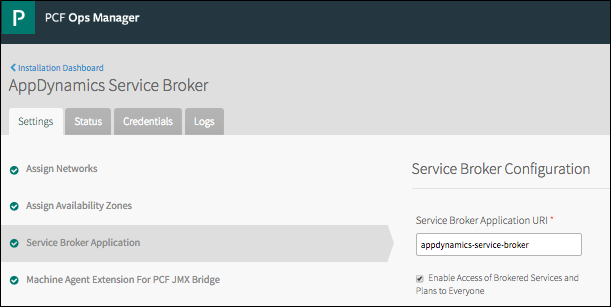 P PCF Ops Manager
Installation Dashboard
AppDynamics Service Broker
Settings Status Credentials Logs
Assign Networks
Assign Availability Zones
Service Broker Application
Machine Agent Extension For PCF JMX Bridge
Service Broker Configuration
Service Broker Application URI *
appdynamics-service-broker
Enable Access of Brokered Services and
Plans to Everyone